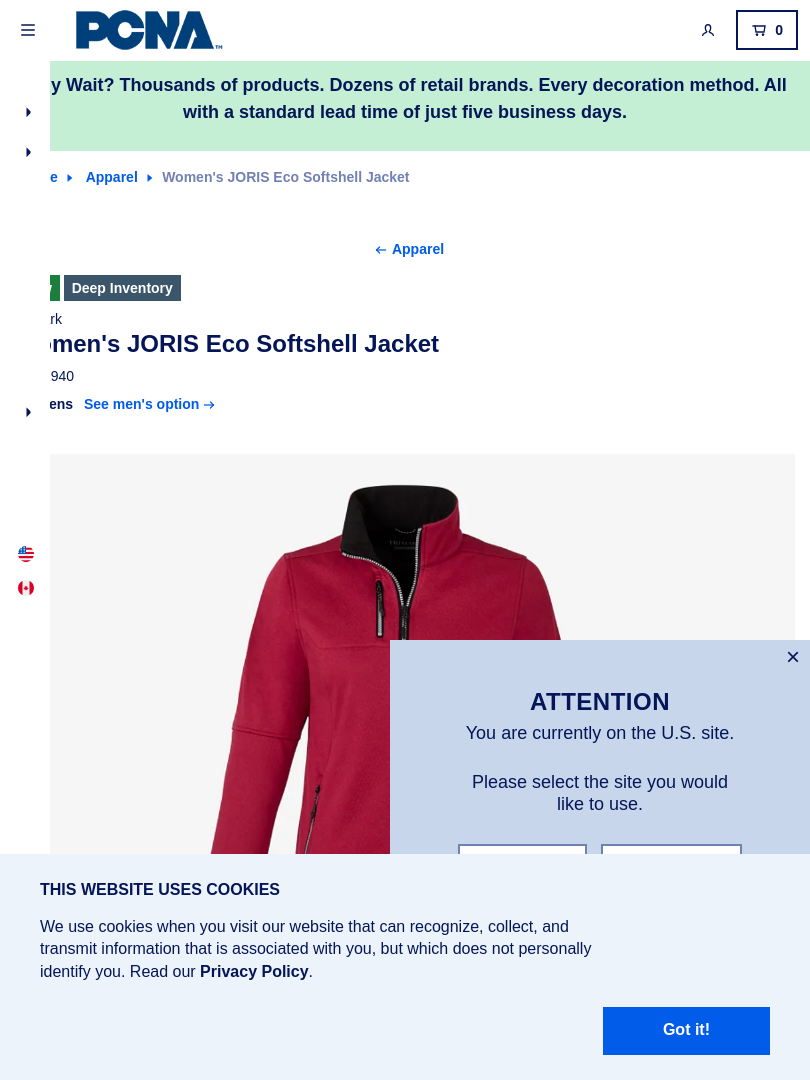 PCNA
0
y Wait? Thousands of products. Dozens of retail brands. Every decoration method. All
with a standard lead time of just five business days.
e Apparel Women's JORIS Eco Softshell Jacket
Apparel
Deep Inventory
rk
omen's JORIS Eco Softshell Jacket
940
ens See men's option
ATTENTION
You are currently on the U.S. site.
Please select the site you would
like to use.
THIS WEBSITE USES COOKIES
We use cookies when you visit our website that can recognize, collect, and
transmit information that is associated with you, but which does not personally
identify you. Read our Privacy Policy.
Got it!